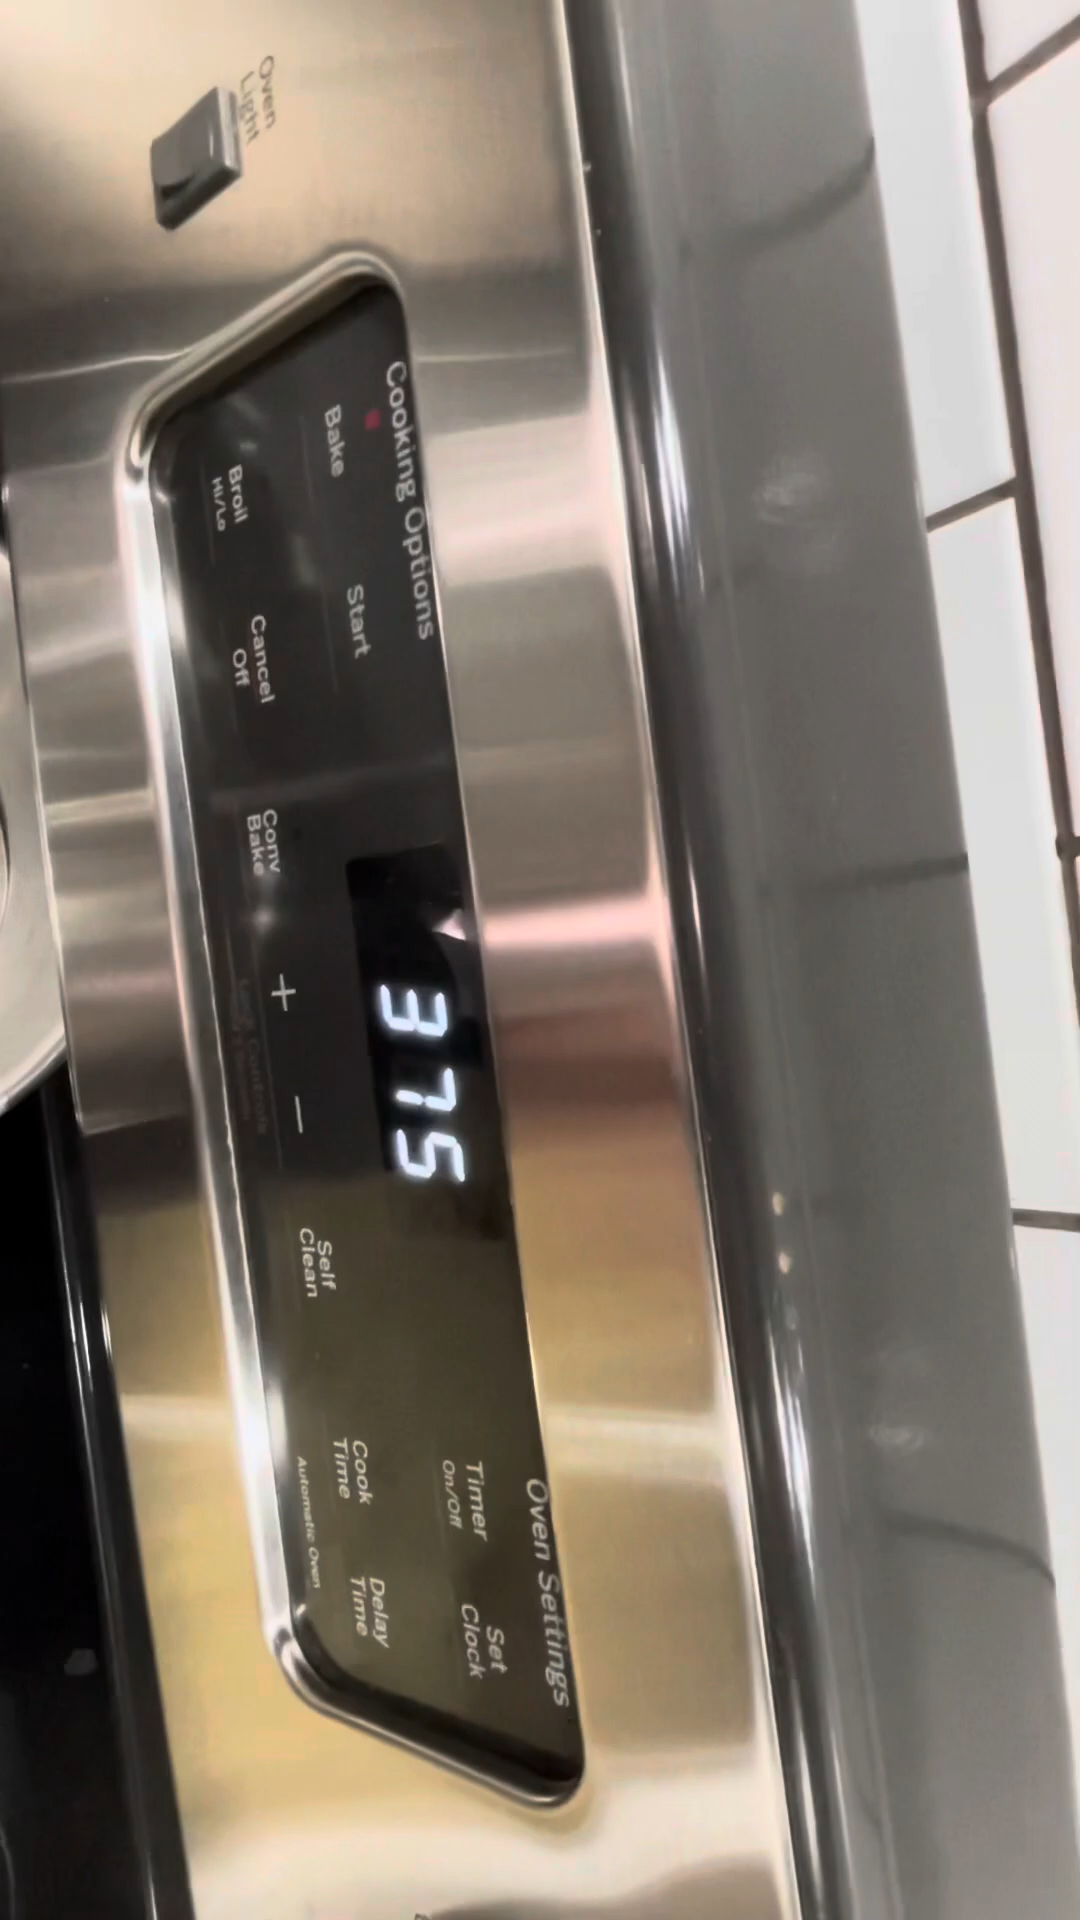 Oven
Light
Cooking Options
Bake
Start
Broil
Hi/Lo
Cancel
Off
Conv
Bake
375
+
−
Self
Clean
Oven Settings
Timer
On/Off
Set
Clock
Cook
Time
Delay
Time
Automatic Oven